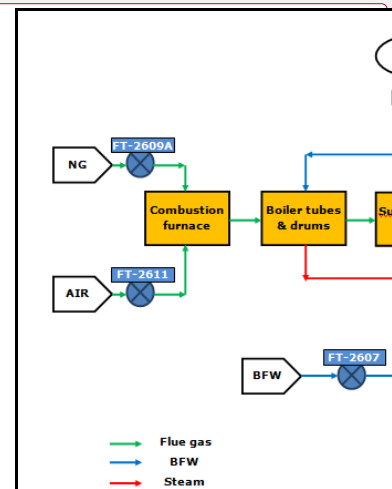 FT-2609A
NG
Combustion
furnace
Boiler tubes
& drums
FT-2611
AIR
FT-2607
BFW
Flue gas
BFW
Steam